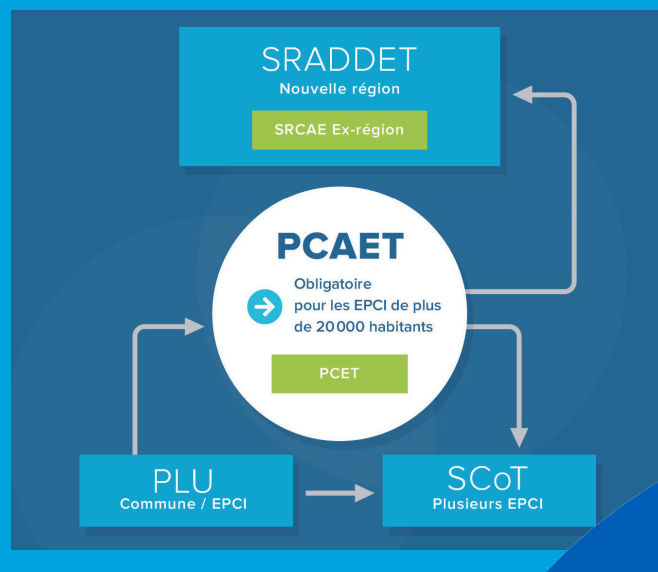 SRADDET
Nouvelle région
SRCAE Ex-région
PCAET
Obligatoire
pour les EPCI de plus
de 20 000 habitants
PCET
PLU
Commune / EPCI
SCoT
Plusieurs EPCI